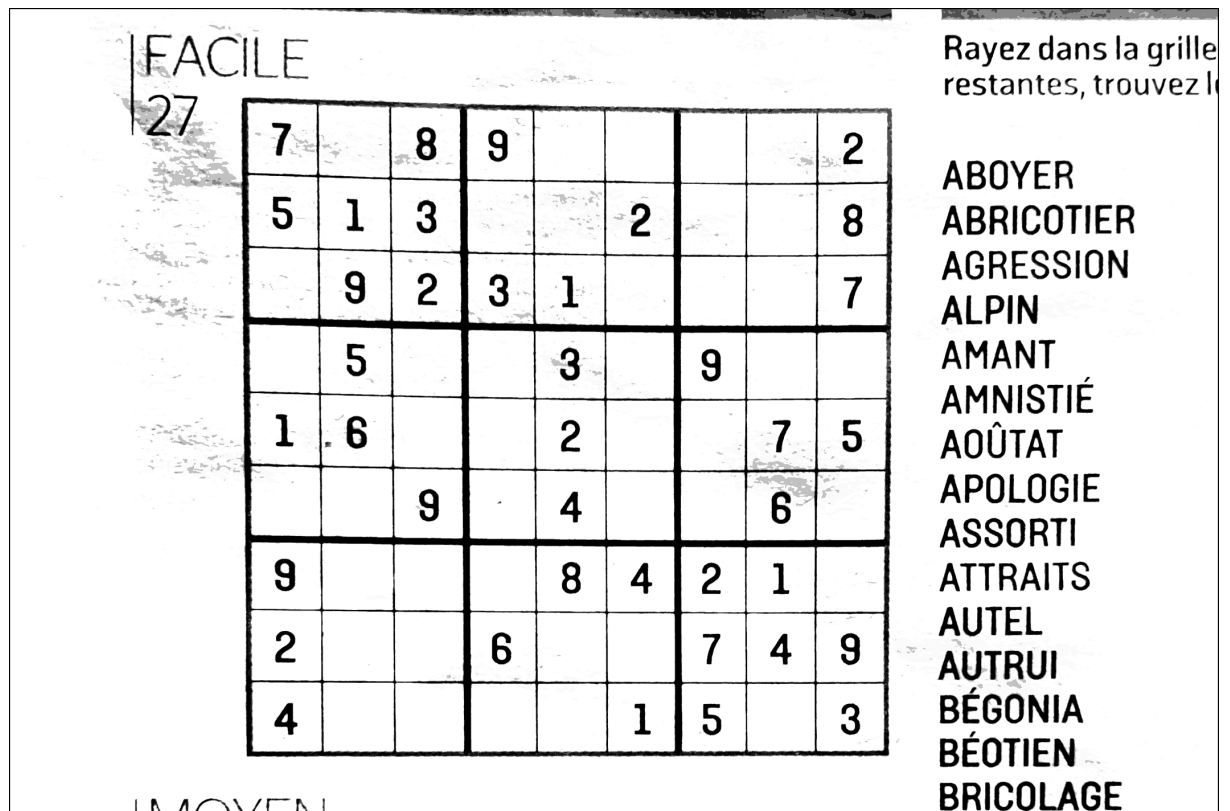 FACILE
27
7 8 9 2
5 1 3 2 8
9 2 3 1 7
5 3 9
1 6 2 7 5
9 4 6
9 8 4 2 1
2 6 7 4 9
4 1 5 3
MOYEN
Rayez dans la grille
restantes, trouvez
ABOYER
ABRICOTIER
AGRESSION
ALPIN
AMANT
AMNISTIÉ
AOÛTAT
APOLOGIE
ASSORTI
ATTRAITS
AUTEL
AUTRUI
BÉGONIA
BÉOTIEN
BRICOLAGE